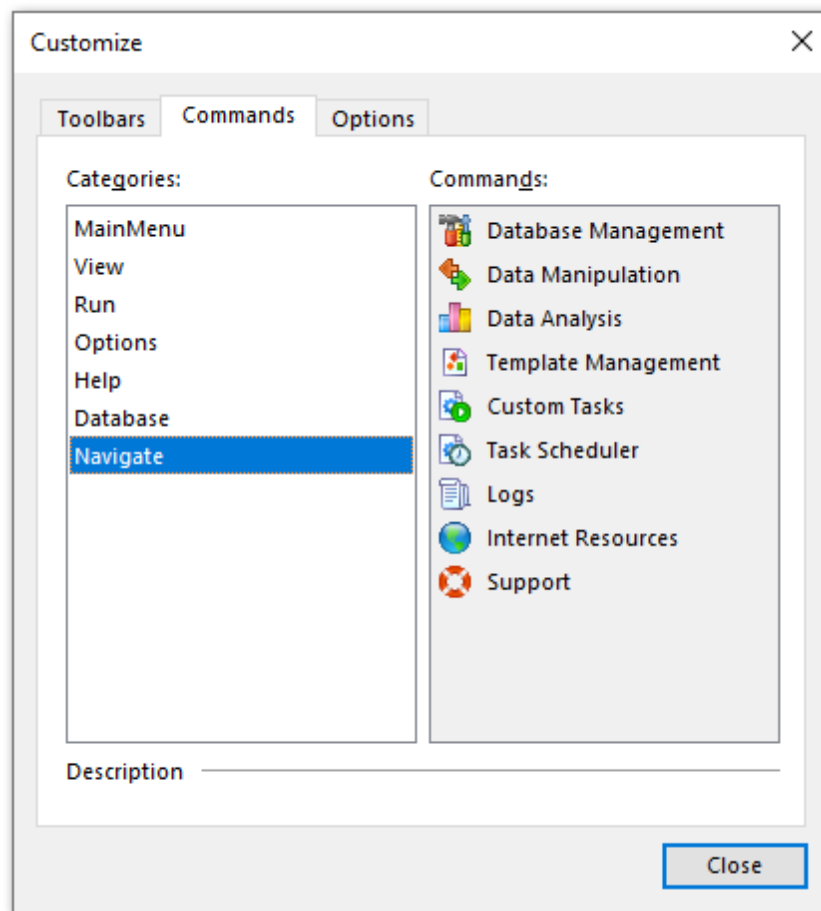 Customize
Toolbars
Commands
Options
Categories:
MainMenu
View
Run
Options
Help
Database
Navigate
Commands:
Database Management
Data Manipulation
Data Analysis
Template Management
Custom Tasks
Task Scheduler
Logs
Internet Resources
Support
Description
Close